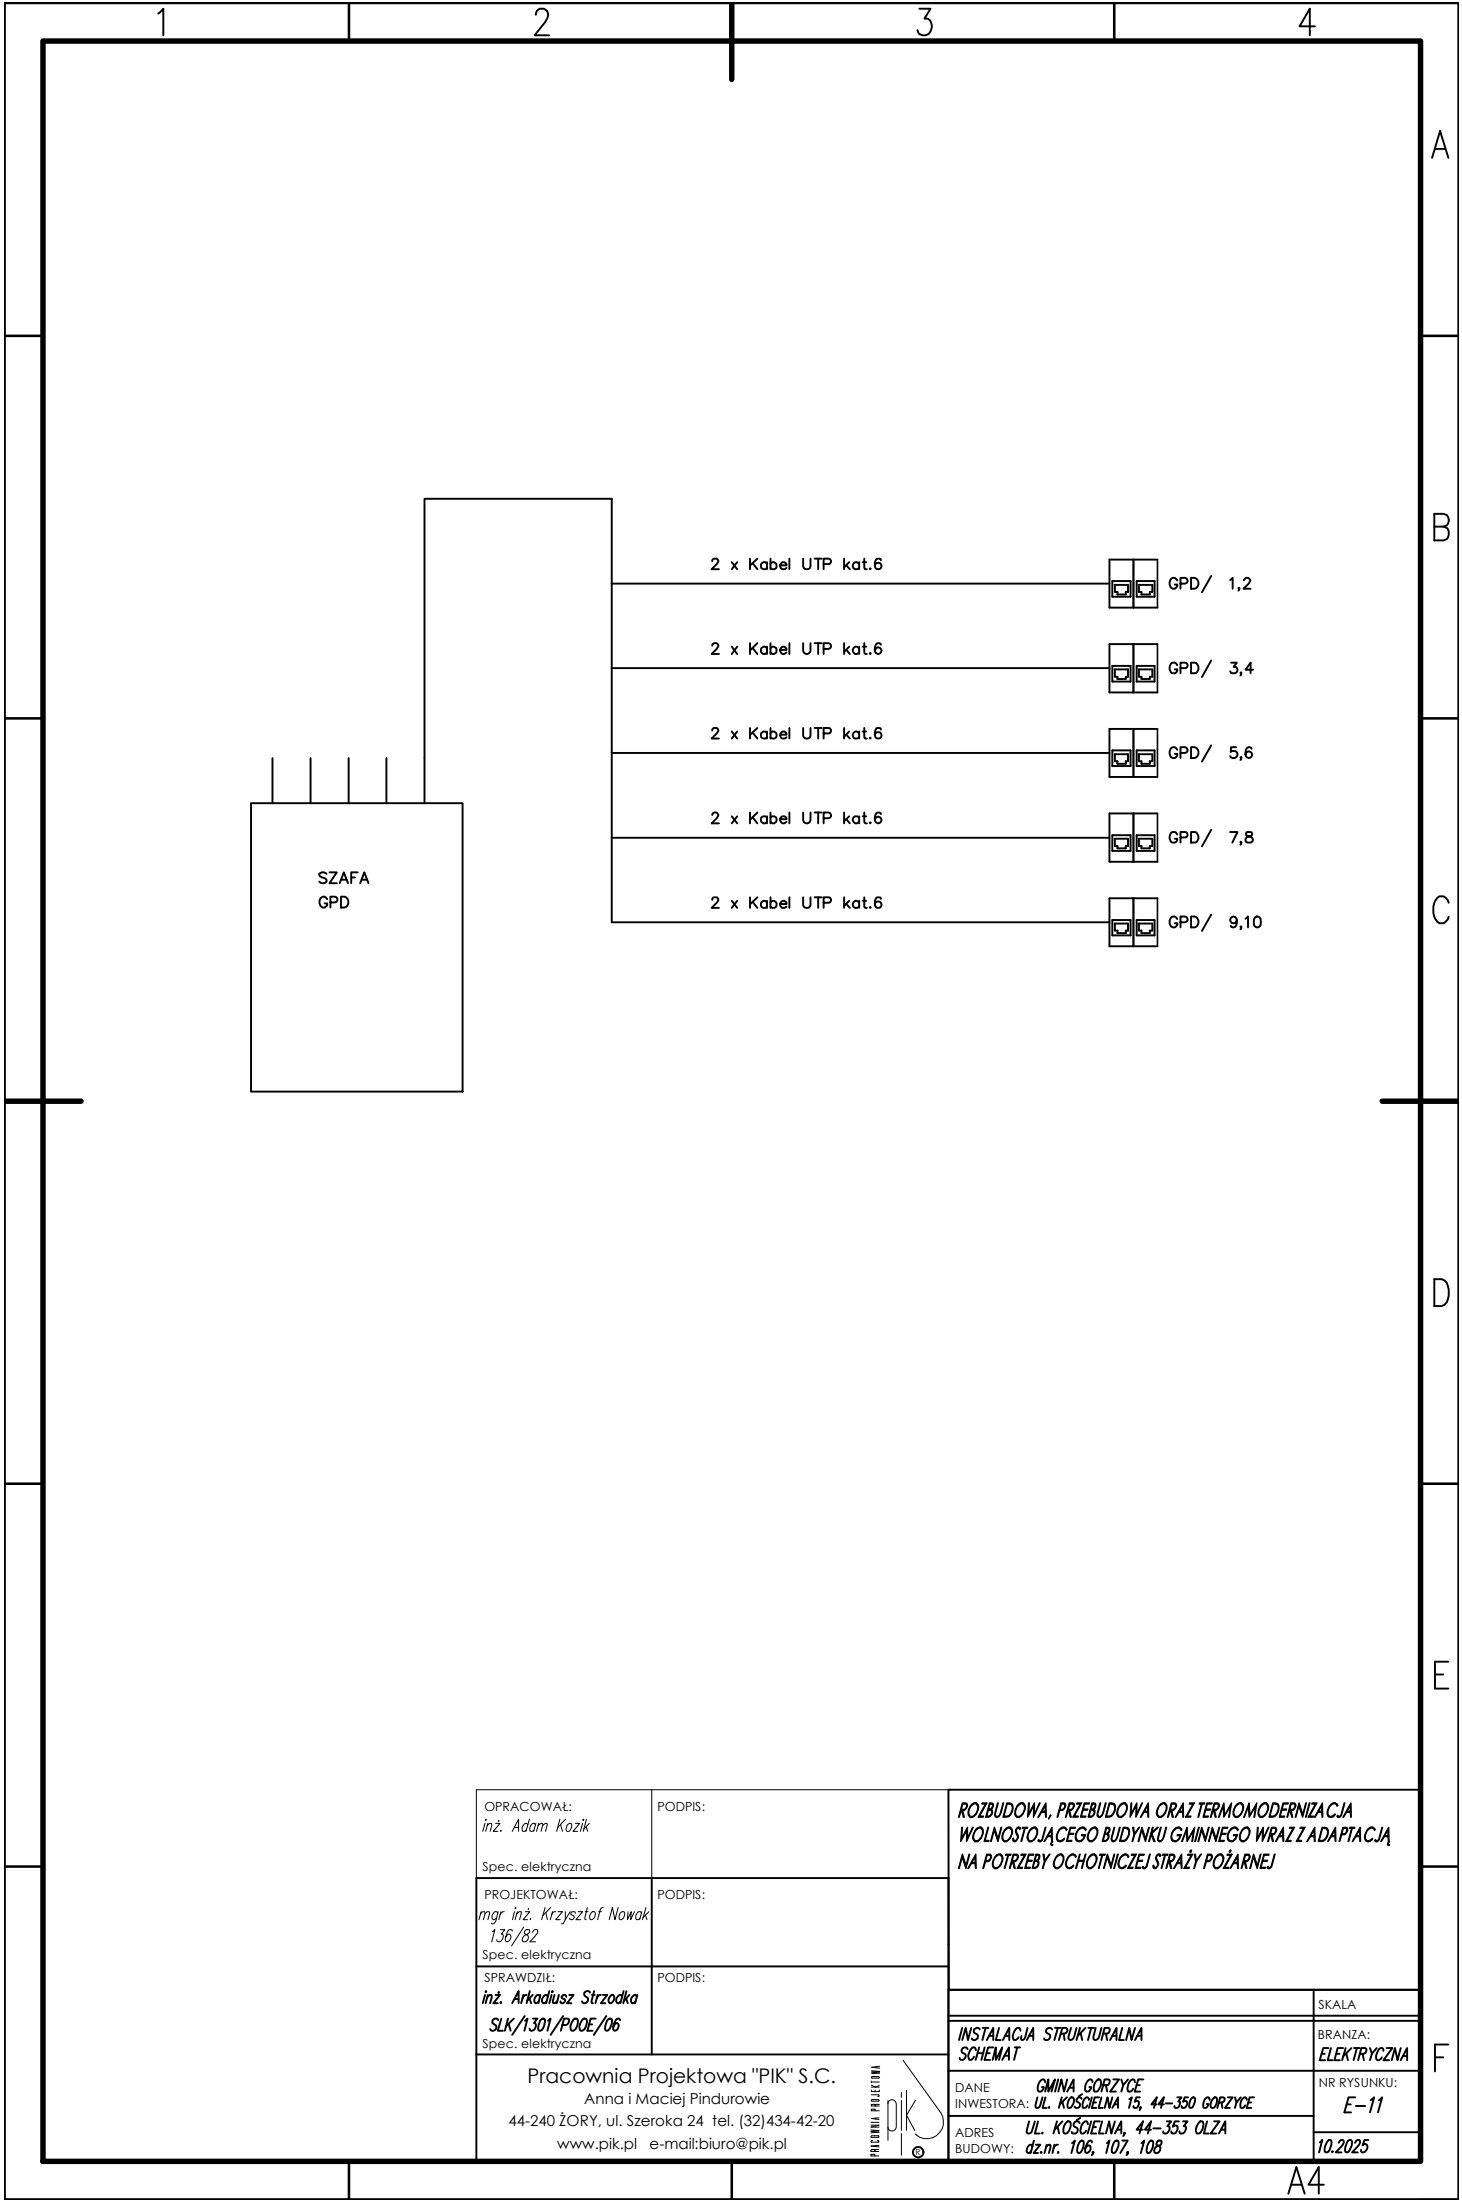 1 2 3 4
A
B
C
D
E
F
2 x Kabel UTP kat.6
GPD/ 1,2
2 x Kabel UTP kat.6
GPD/ 3,4
2 x Kabel UTP kat.6
GPD/ 5,6
2 x Kabel UTP kat.6
GPD/ 7,8
2 x Kabel UTP kat.6
GPD/ 9,10
SZAFA
GPD
OPRACOWAŁ:
inż. Adam Kozik
Spec. elektryczna
PODPIS:
PROJEKTOWAŁ:
mgr inż. Krzysztof Nowak
136/82
Spec. elektryczna
PODPIS:
SPRAWDZIŁ:
inż. Arkadiusz Strzodka
SLK/1301/POOE/06
Spec. elektryczna
PODPIS:
Pracownia Projektowa "PIK" S.C.
Anna i Maciej Pindurowie
44-240 ŻORY, ul. Szeroka 24 tel. (32)434-42-20
www.pik.pl e-mail:biuro@pik.pl
PRACOWNIA PROJEKTOWA
pik
®
ROZBUDOWA, PRZEBUDOWA ORAZ TERMOMODERNIZACJA
WOLNOSTOJĄCEGO BUDYNKU GMINNEGO WRAZ Z ADAPTACJĄ
NA POTRZEBY OCHOTNICZEJ STRAŻY POŻARNEJ
SKALA
INSTALACJA STRUKTURALNA
SCHEMAT
BRANZA:
ELEKTRYCZNA
DANE GMINA GORZYCE
INWESTORA: UL. KOŚCIELNA 15, 44-350 GORZYCE
NR RYSUNKU:
E-11
ADRES UL. KOŚCIELNA, 44-353 OLZA
BUDOWY: dz.nr. 106, 107, 108
10.2025
A4